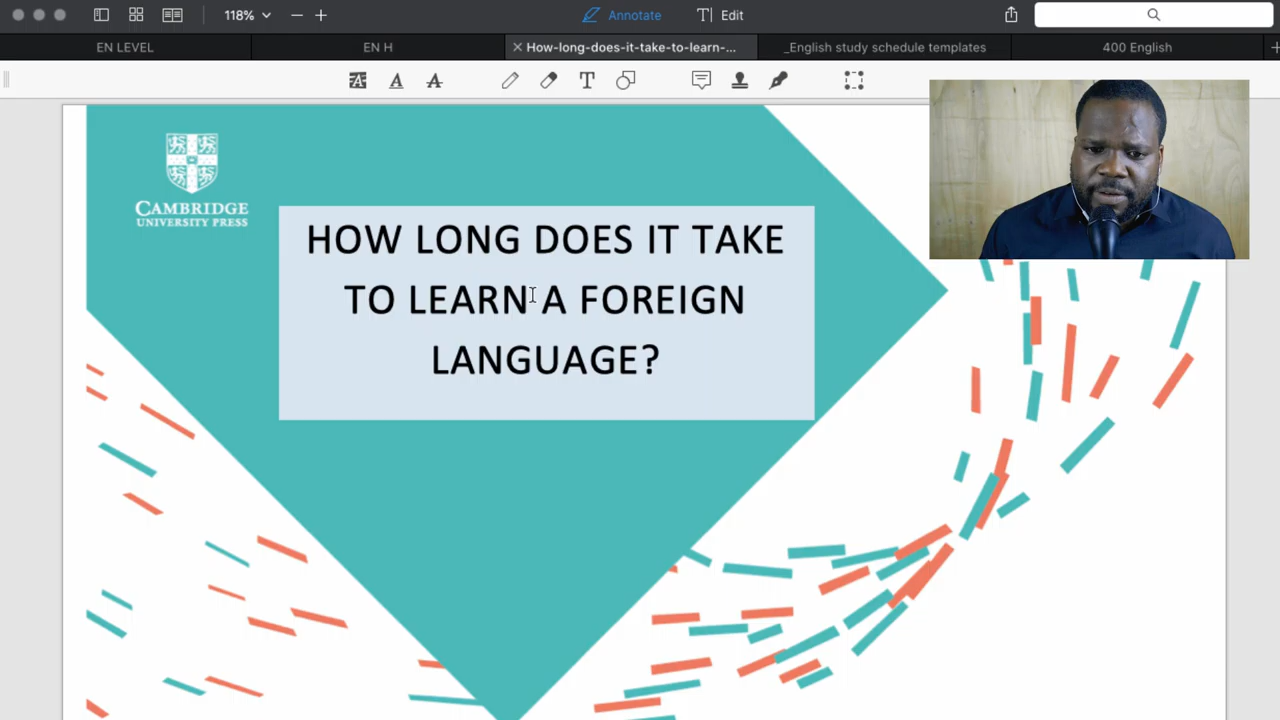 118%
Annotate
Edit
EN LEVEL
EN H
How-long-does-it-take-to-learn-...
_English study schedule templates
400 English
CAMBRIDGE
UNIVERSITY PRESS
HOW LONG DOES IT TAKE
TO LEARN A FOREIGN
LANGUAGE?